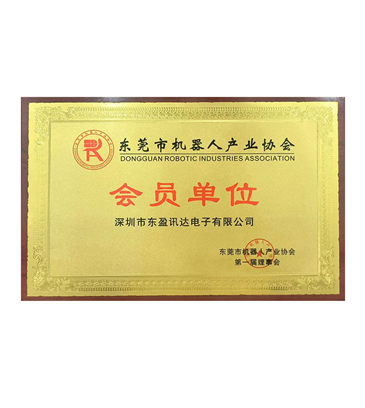 东莞市机器人产业协会
DONGGUAN ROBOTIC INDUSTRIES ASSOCIATION
会员单位
深圳市东盈讯达电子有限公司
东莞市机器人产业协会
第一届理事会